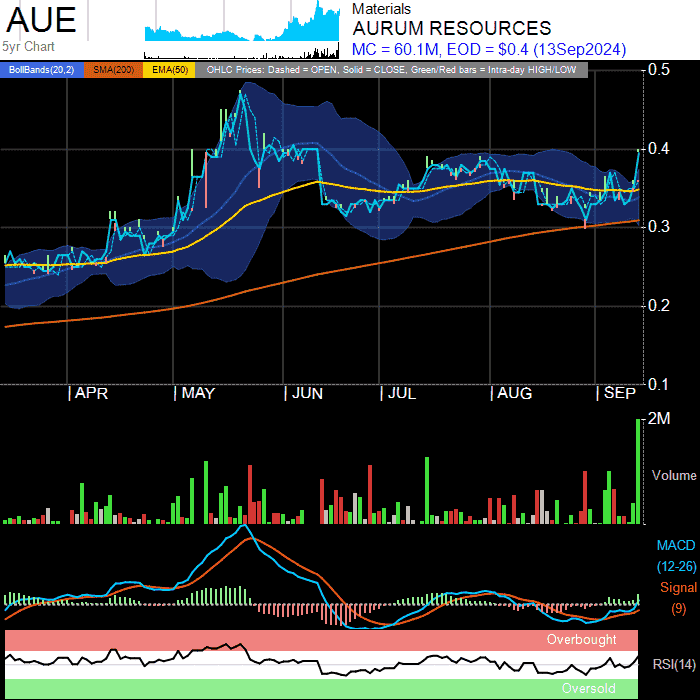 AUE
5yr Chart
Materials
AURUM RESOURCES
MC = 60.1M, EOD = $0.4 (13Sep2024)
BollBands(20,2) SMA(200) EMA(50) OHLC Prices: Dashed = OPEN, Solid = CLOSE, Green/Red bars = Intra-day HIGH/LOW
0.5
0.4
0.3
0.2
0.1
APR MAY JUN JUL AUG SEP
2M
Volume
MACD
(12-26)
Signal
(9)
Overbought
RSI(14)
Oversold